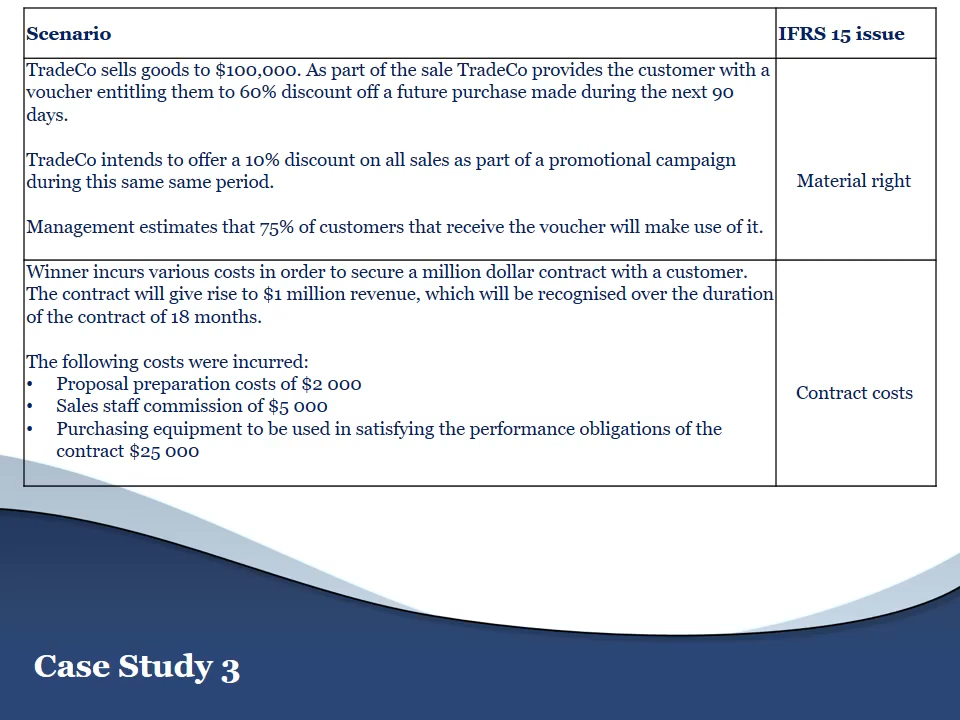 Scenario
IFRS 15 issue
TradeCo sells goods to $100,000. As part of the sale TradeCo provides the customer with a
voucher entitling them to 60% discount off a future purchase made during the next 90
days.
TradeCo intends to offer a 10% discount on all sales as part of a promotional campaign
during this same same period.
Management estimates that 75% of customers that receive the voucher will make use of it.
Material right
Winner incurs various costs in order to secure a million dollar contract with a customer.
The contract will give rise to $1 million revenue, which will be recognised over the duration
of the contract of 18 months.
The following costs were incurred:
• Proposal preparation costs of $2 000
• Sales staff commission of $5 000
• Purchasing equipment to be used in satisfying the performance obligations of the
contract $25 000
Contract costs
Case Study 3